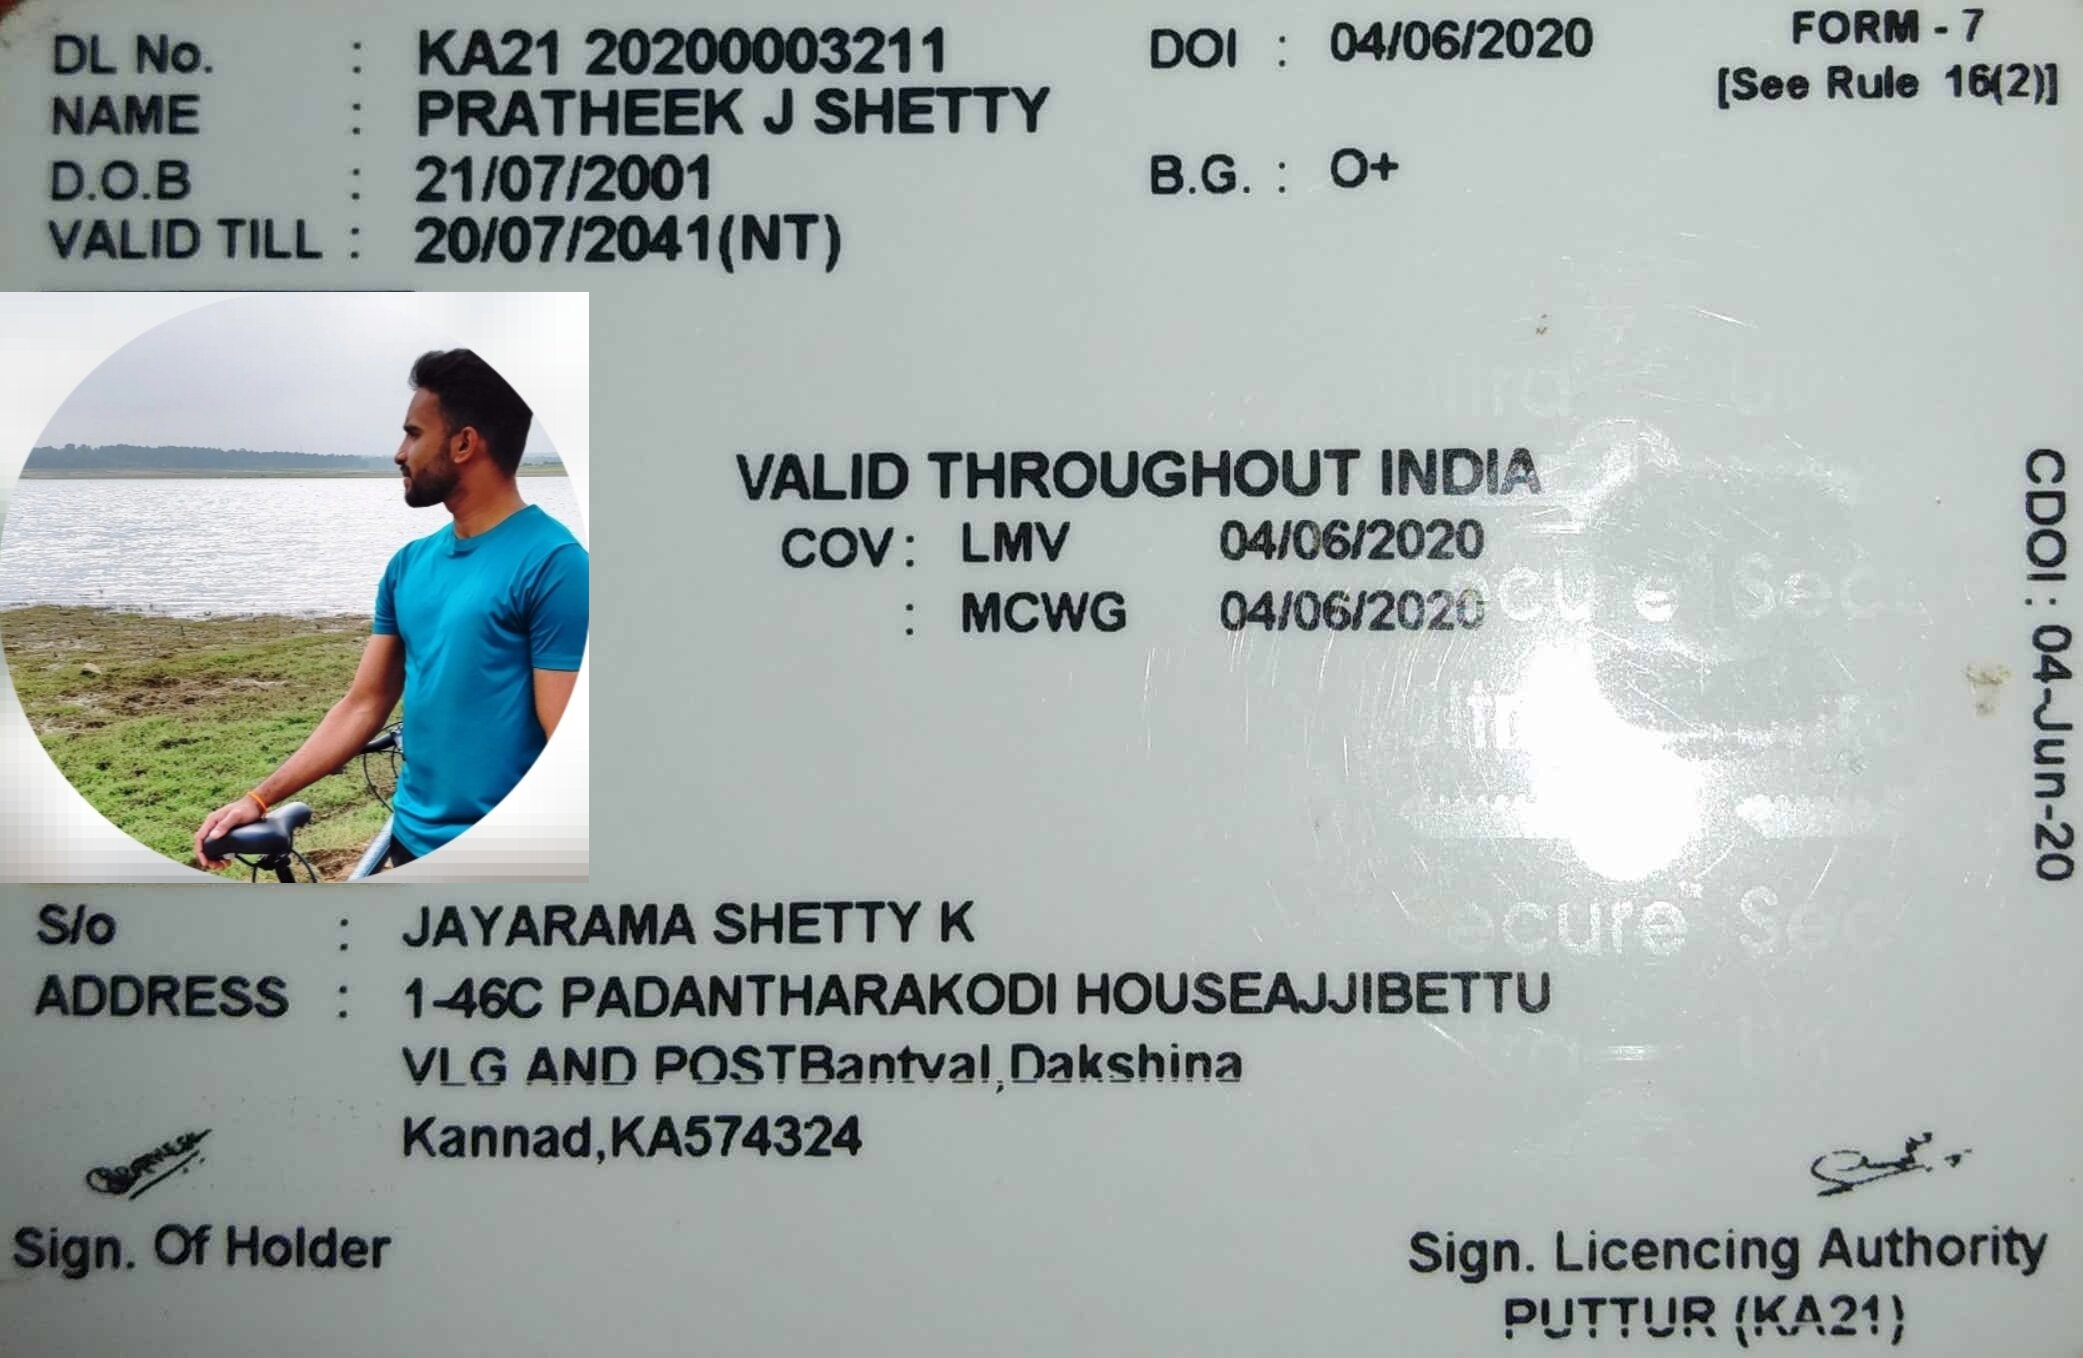 DL No. : KA21 20200003211 DOI : 04/06/2020 FORM - 7
[See Rule 16(2)]
NAME : PRATHEEK J SHETTY
D.O.B : 21/07/2001 B.G. : O+
VALID TILL : 20/07/2041(NT)
VALID THROUGHOUT INDIA
COV : LMV 04/06/2020
: MCWG 04/06/2020
CDOI : 04-Jun-20
S/o : JAYARAMA SHETTY K
ADDRESS : 1-46C PADANTHARAKODI HOUSEAJJIBETTU
VLG AND POSTBantval,Dakshina
Kannad,KA574324
Sign. Of Holder
Sign. Licencing Authority
PUTTUR (KA21)